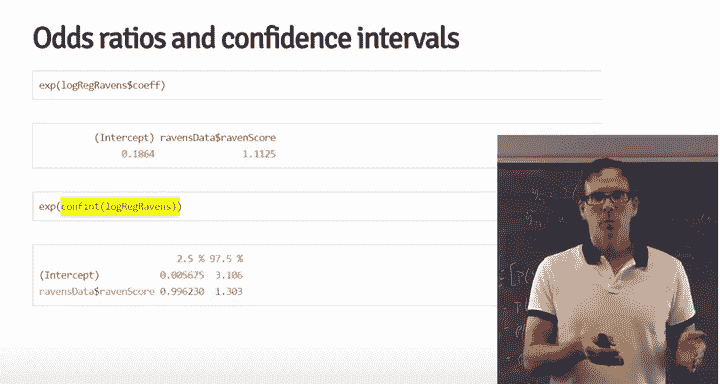 Odds ratios and confidence intervals
exp(logRegRavens$coeff)
(Intercept) ravensData$ravenScore
0.1864 1.1125
exp(confint(logRegRavens))
2.5 % 97.5 %
(Intercept) 0.005675 3.106
ravensData$ravenScore 0.996230 1.303